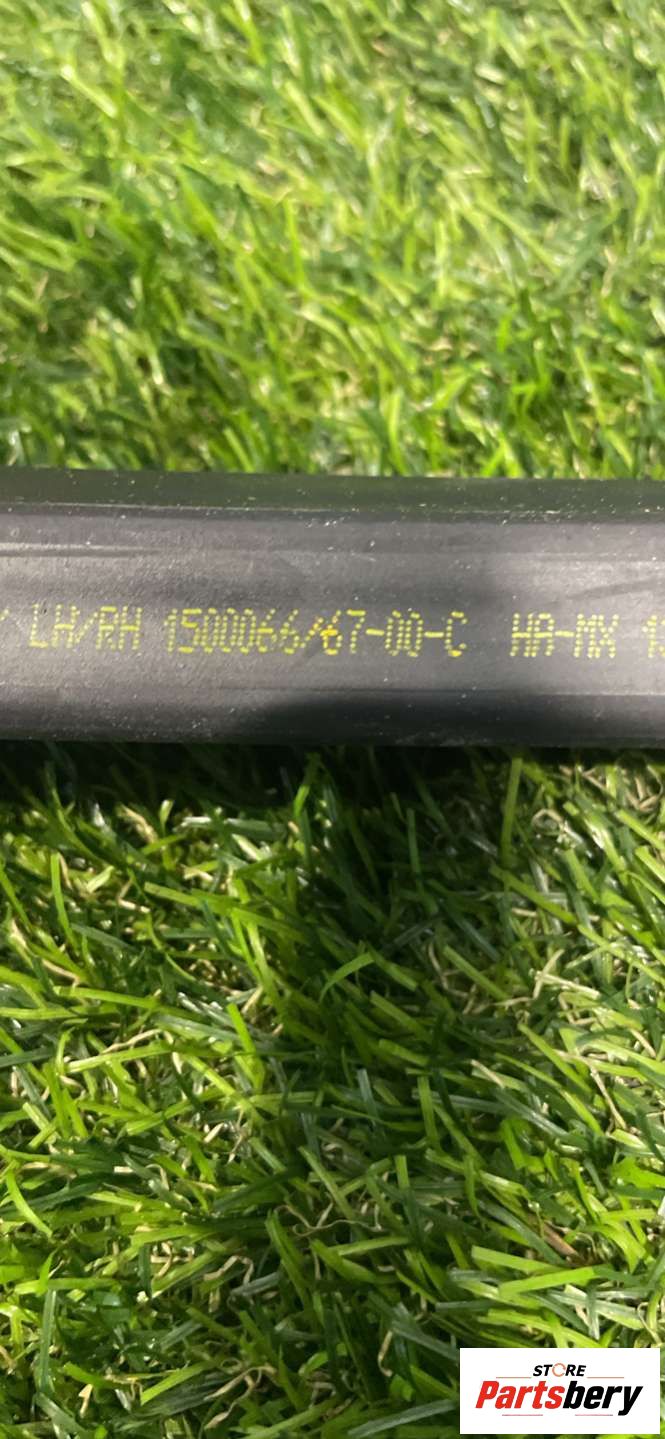 LH/RH 1500066/67-00-C HA-MX
STORE
Partsbery